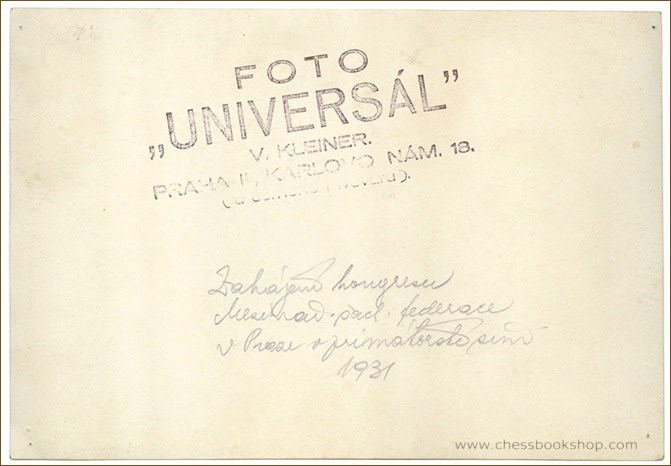 FOTO
„UNIVERSÁL”
V. KLEINER.
PRAHA II., KARLOVO NÁM. 18.
Zahájení kongresu
Mezinád. šach. federace
v Praze v primátorské síni
1931
www.chessbookshop.com